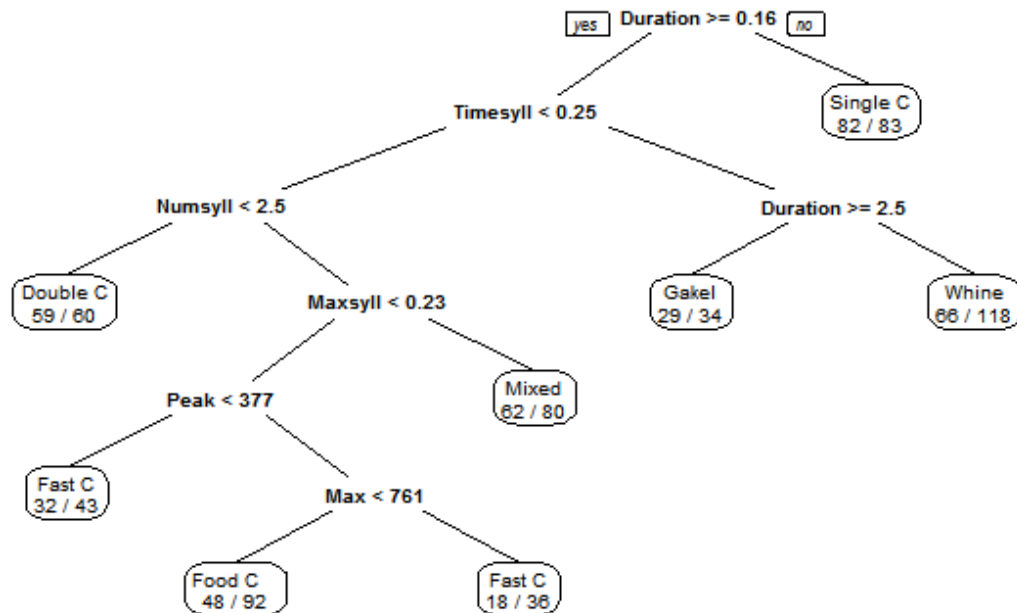 yes Duration >= 0.16 no
Timesyll < 0.25
Single C
82 / 83
Numsyll < 2.5
Duration >= 2.5
Double C
59 / 60
Maxsyll < 0.23
Gakel
29 / 34
Whine
66 / 118
Peak < 377
Mixed
62 / 80
Fast C
32 / 43
Max < 761
Food C
48 / 92
Fast C
18 / 36